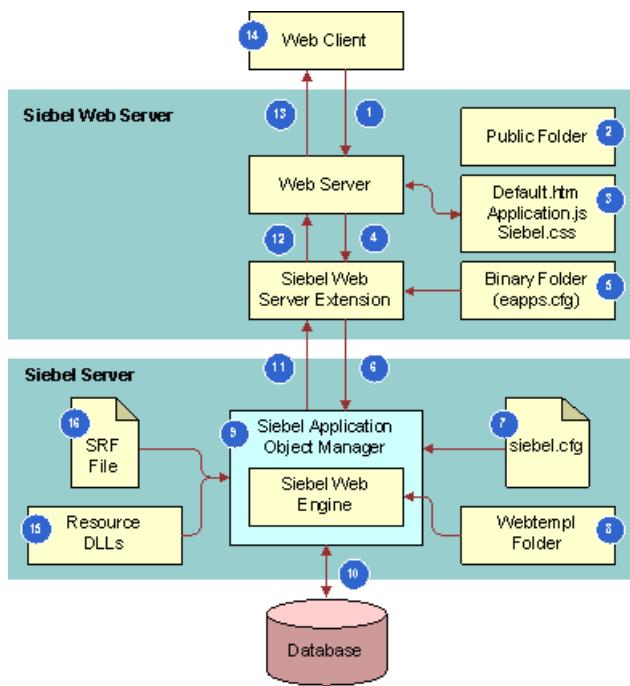 14
Web Client
Siebel Web Server
13
1
2
Public Folder
Web Server
Default.htm
Application.js
Siebel.css
3
12
4
Siebel Web
Server Extension
Binary Folder
(eapps.cfg)
5
11
6
Siebel Server
16
SRF
File
9
Siebel Application
Object Manager
7
siebel.cfg
Siebel Web
Engine
15
Resource
DLLs
Webtempl
Folder
8
10
Database